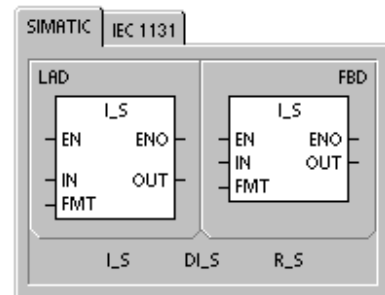 SIMATIC IEC 1131
LAD FBD
I_S I_S
EN ENO EN ENO
IN OUT IN OUT
FMT FMT
I_S DI_S R_S